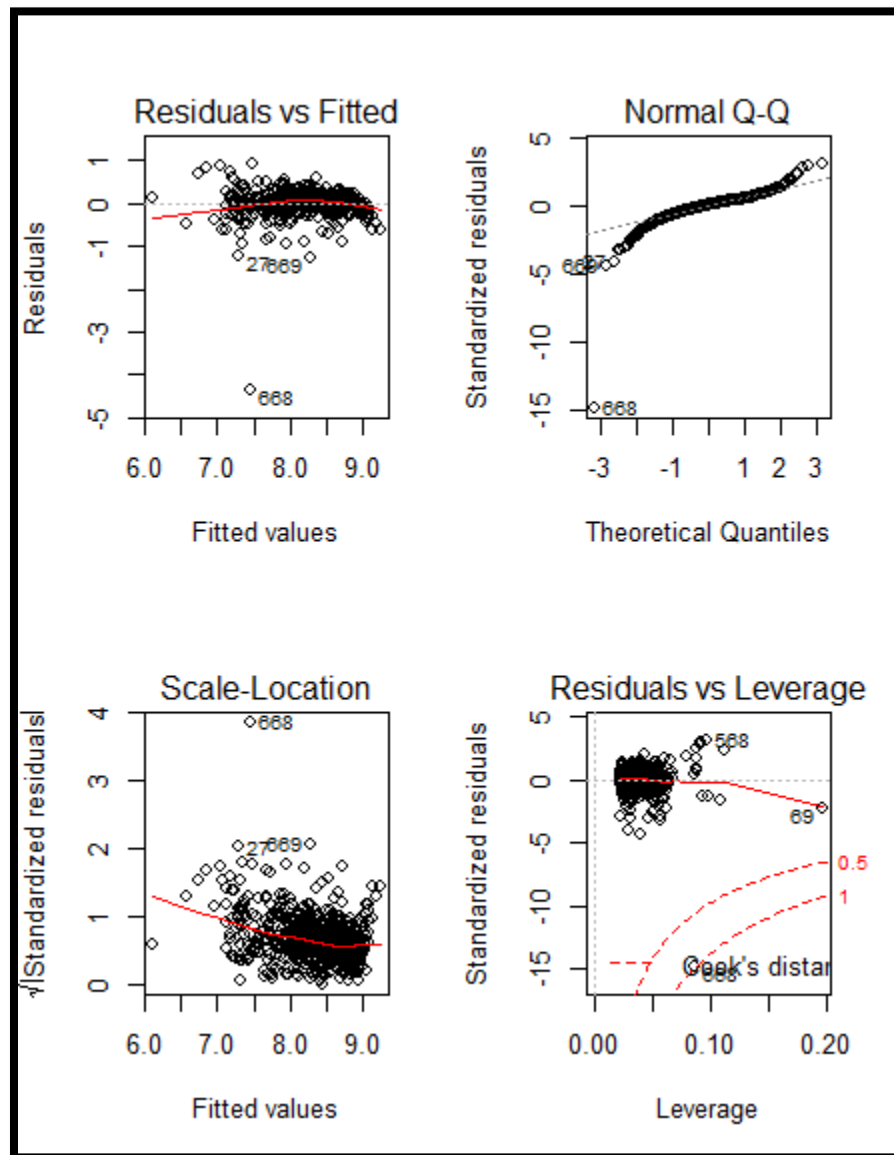 Residuals vs Fitted
Residuals
1
0
-1
-3
-5
27
669
668
6.0 7.0 8.0 9.0
Fitted values
Normal Q-Q
Standardized residuals
5
0
-5
-10
-15
668
-3 -1 1 2 3
Theoretical Quantiles
Scale-Location
√|Standardized residuals|
4
3
2
1
0
668
27
669
6.0 7.0 8.0 9.0
Fitted values
Residuals vs Leverage
Standardized residuals
5
0
-5
-10
-15
568
69
0.5
1
Cook's distan
668
0.00 0.10 0.20
Leverage